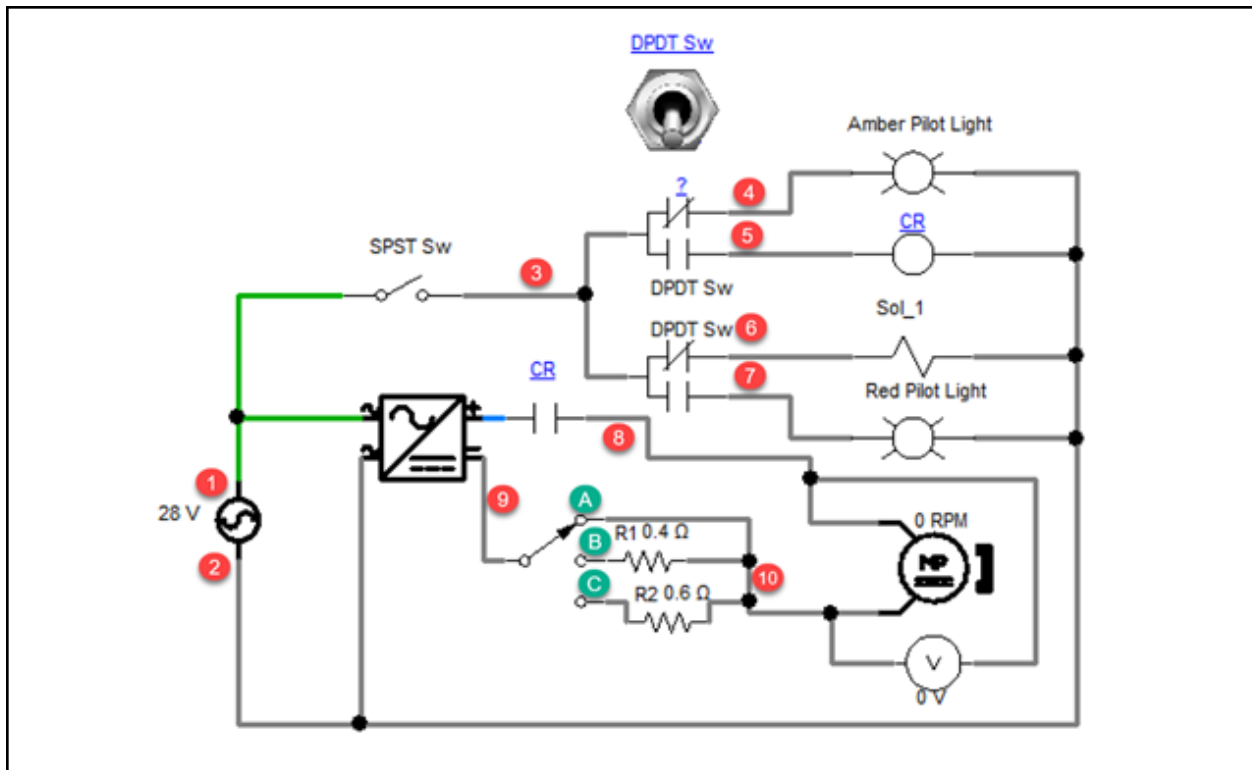 DPDT Sw
Amber Pilot Light
?
4
CR
5
SPST Sw
3
DPDT Sw
Sol_1
DPDT Sw
6
CR
7
Red Pilot Light
8
1
28 V
9
A
0 RPM
R1 0.4 Ω
B
MP
2
C
10
R2 0.6 Ω
V
0 V